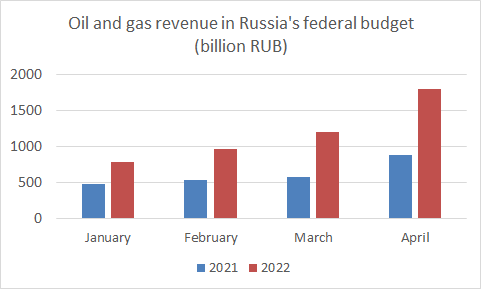 Oil and gas revenue in Russia's federal budget
(billion RUB)
2000
1500
1000
500
0
January February March April
2021 2022